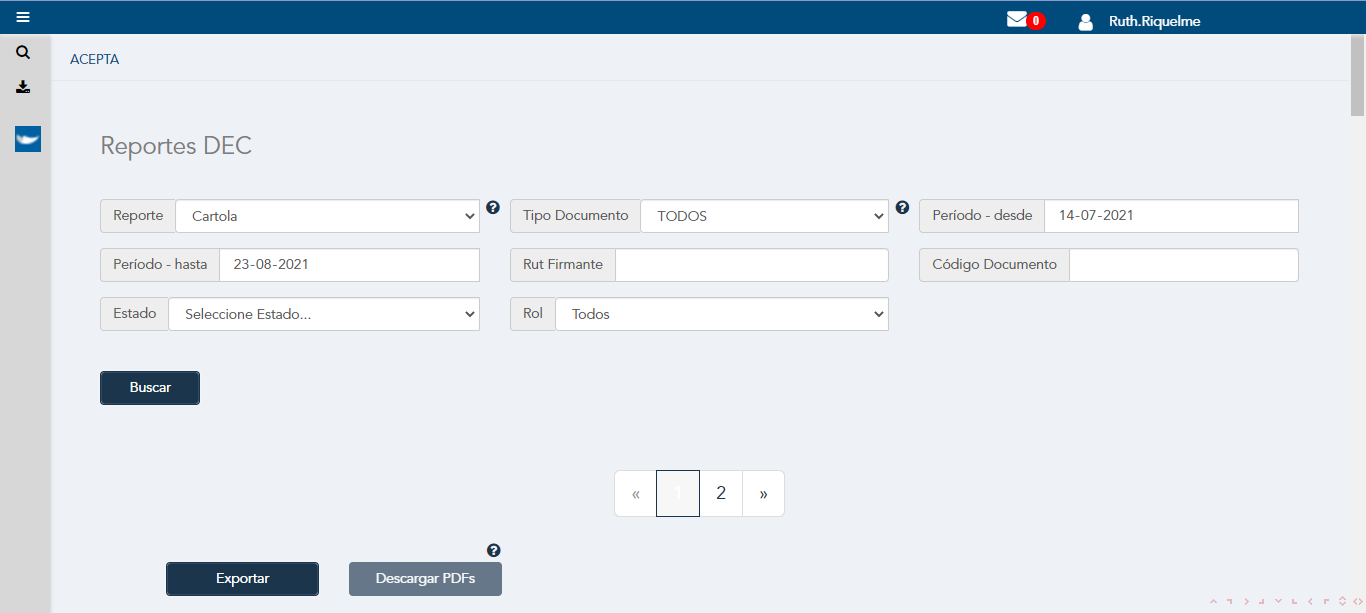 0
Ruth.Riquelme
ACEPTA
Reportes DEC
Reporte Cartola Tipo Documento TODOS Período - desde 14-07-2021
Período - hasta 23-08-2021 Rut Firmante Código Documento
Estado Seleccione Estado... Rol Todos
Buscar
« 1 2 »
Exportar Descargar PDFs